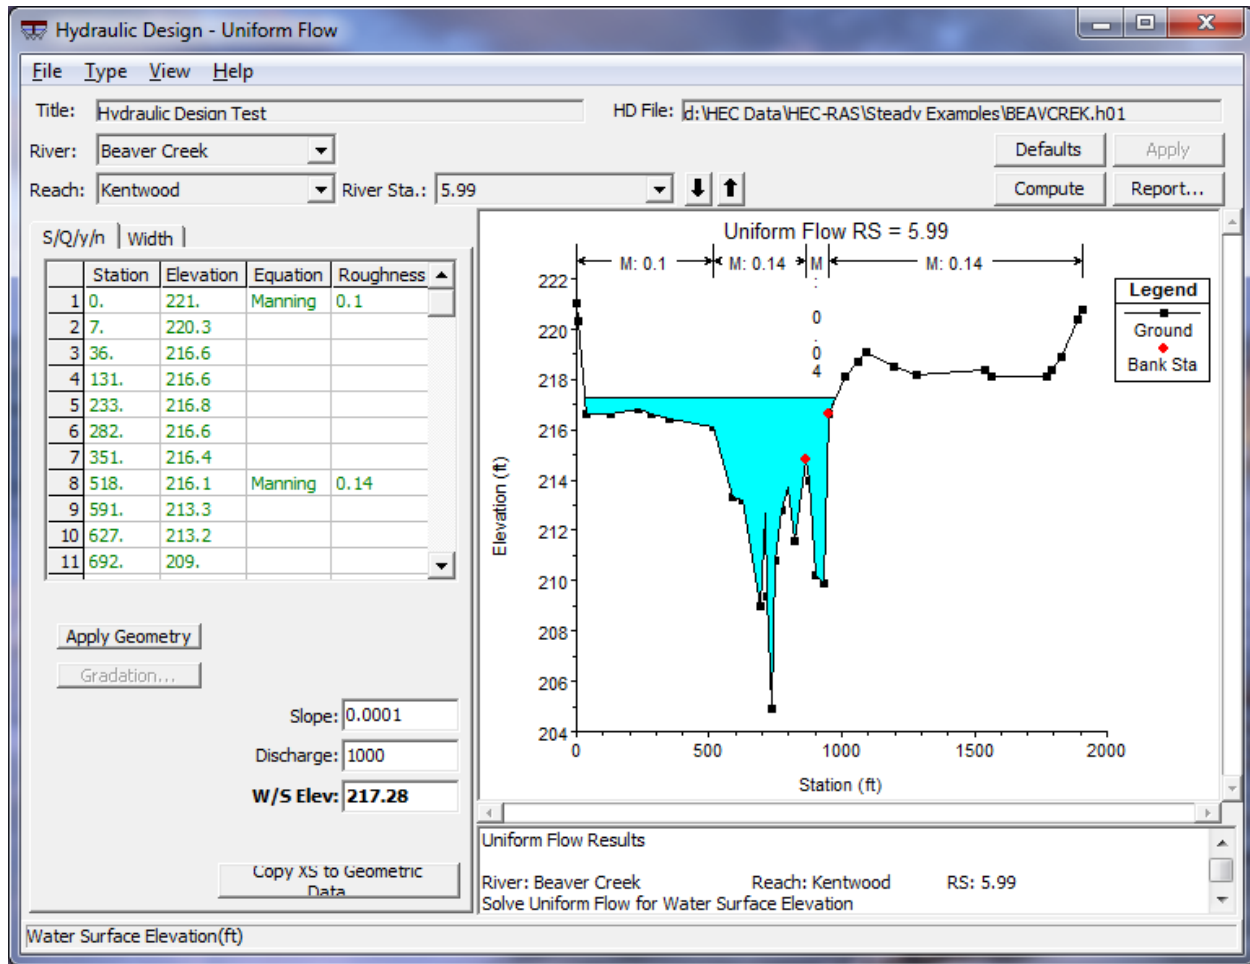 Hydraulic Design - Uniform Flow
File Type View Help
Title: Hydraulic Design Test HD File: d:\HEC Data\HEC-RAS\Steady Examples\BEAVCREK.h01
River: Beaver Creek Defaults Apply
Reach: Kentwood River Sta.: 5.99 Compute Report...
S/Q/y/n Width
Station Elevation Equation Roughness
1 0. 221. Manning 0.1
2 7. 220.3
3 36. 216.6
4 131. 216.6
5 233. 216.8
6 282. 216.6
7 351. 216.4
8 518. 216.1 Manning 0.14
9 591. 213.3
10 627. 213.2
11 692. 209.
Apply Geometry
Gradation...
Slope: 0.0001
Discharge: 1000
W/S Elev: 217.28
Copy XS to Geometric
Data
Uniform Flow RS = 5.99
M: 0.1 M: 0.14 M : 0 . 0 4 M: 0.14
222
220
218
216
214
212
210
208
206
204
Elevation (ft)
0 500 1000 1500 2000
Station (ft)
Legend
Ground
Bank Sta
Uniform Flow Results
River: Beaver Creek Reach: Kentwood RS: 5.99
Solve Uniform Flow for Water Surface Elevation
Water Surface Elevation(ft)